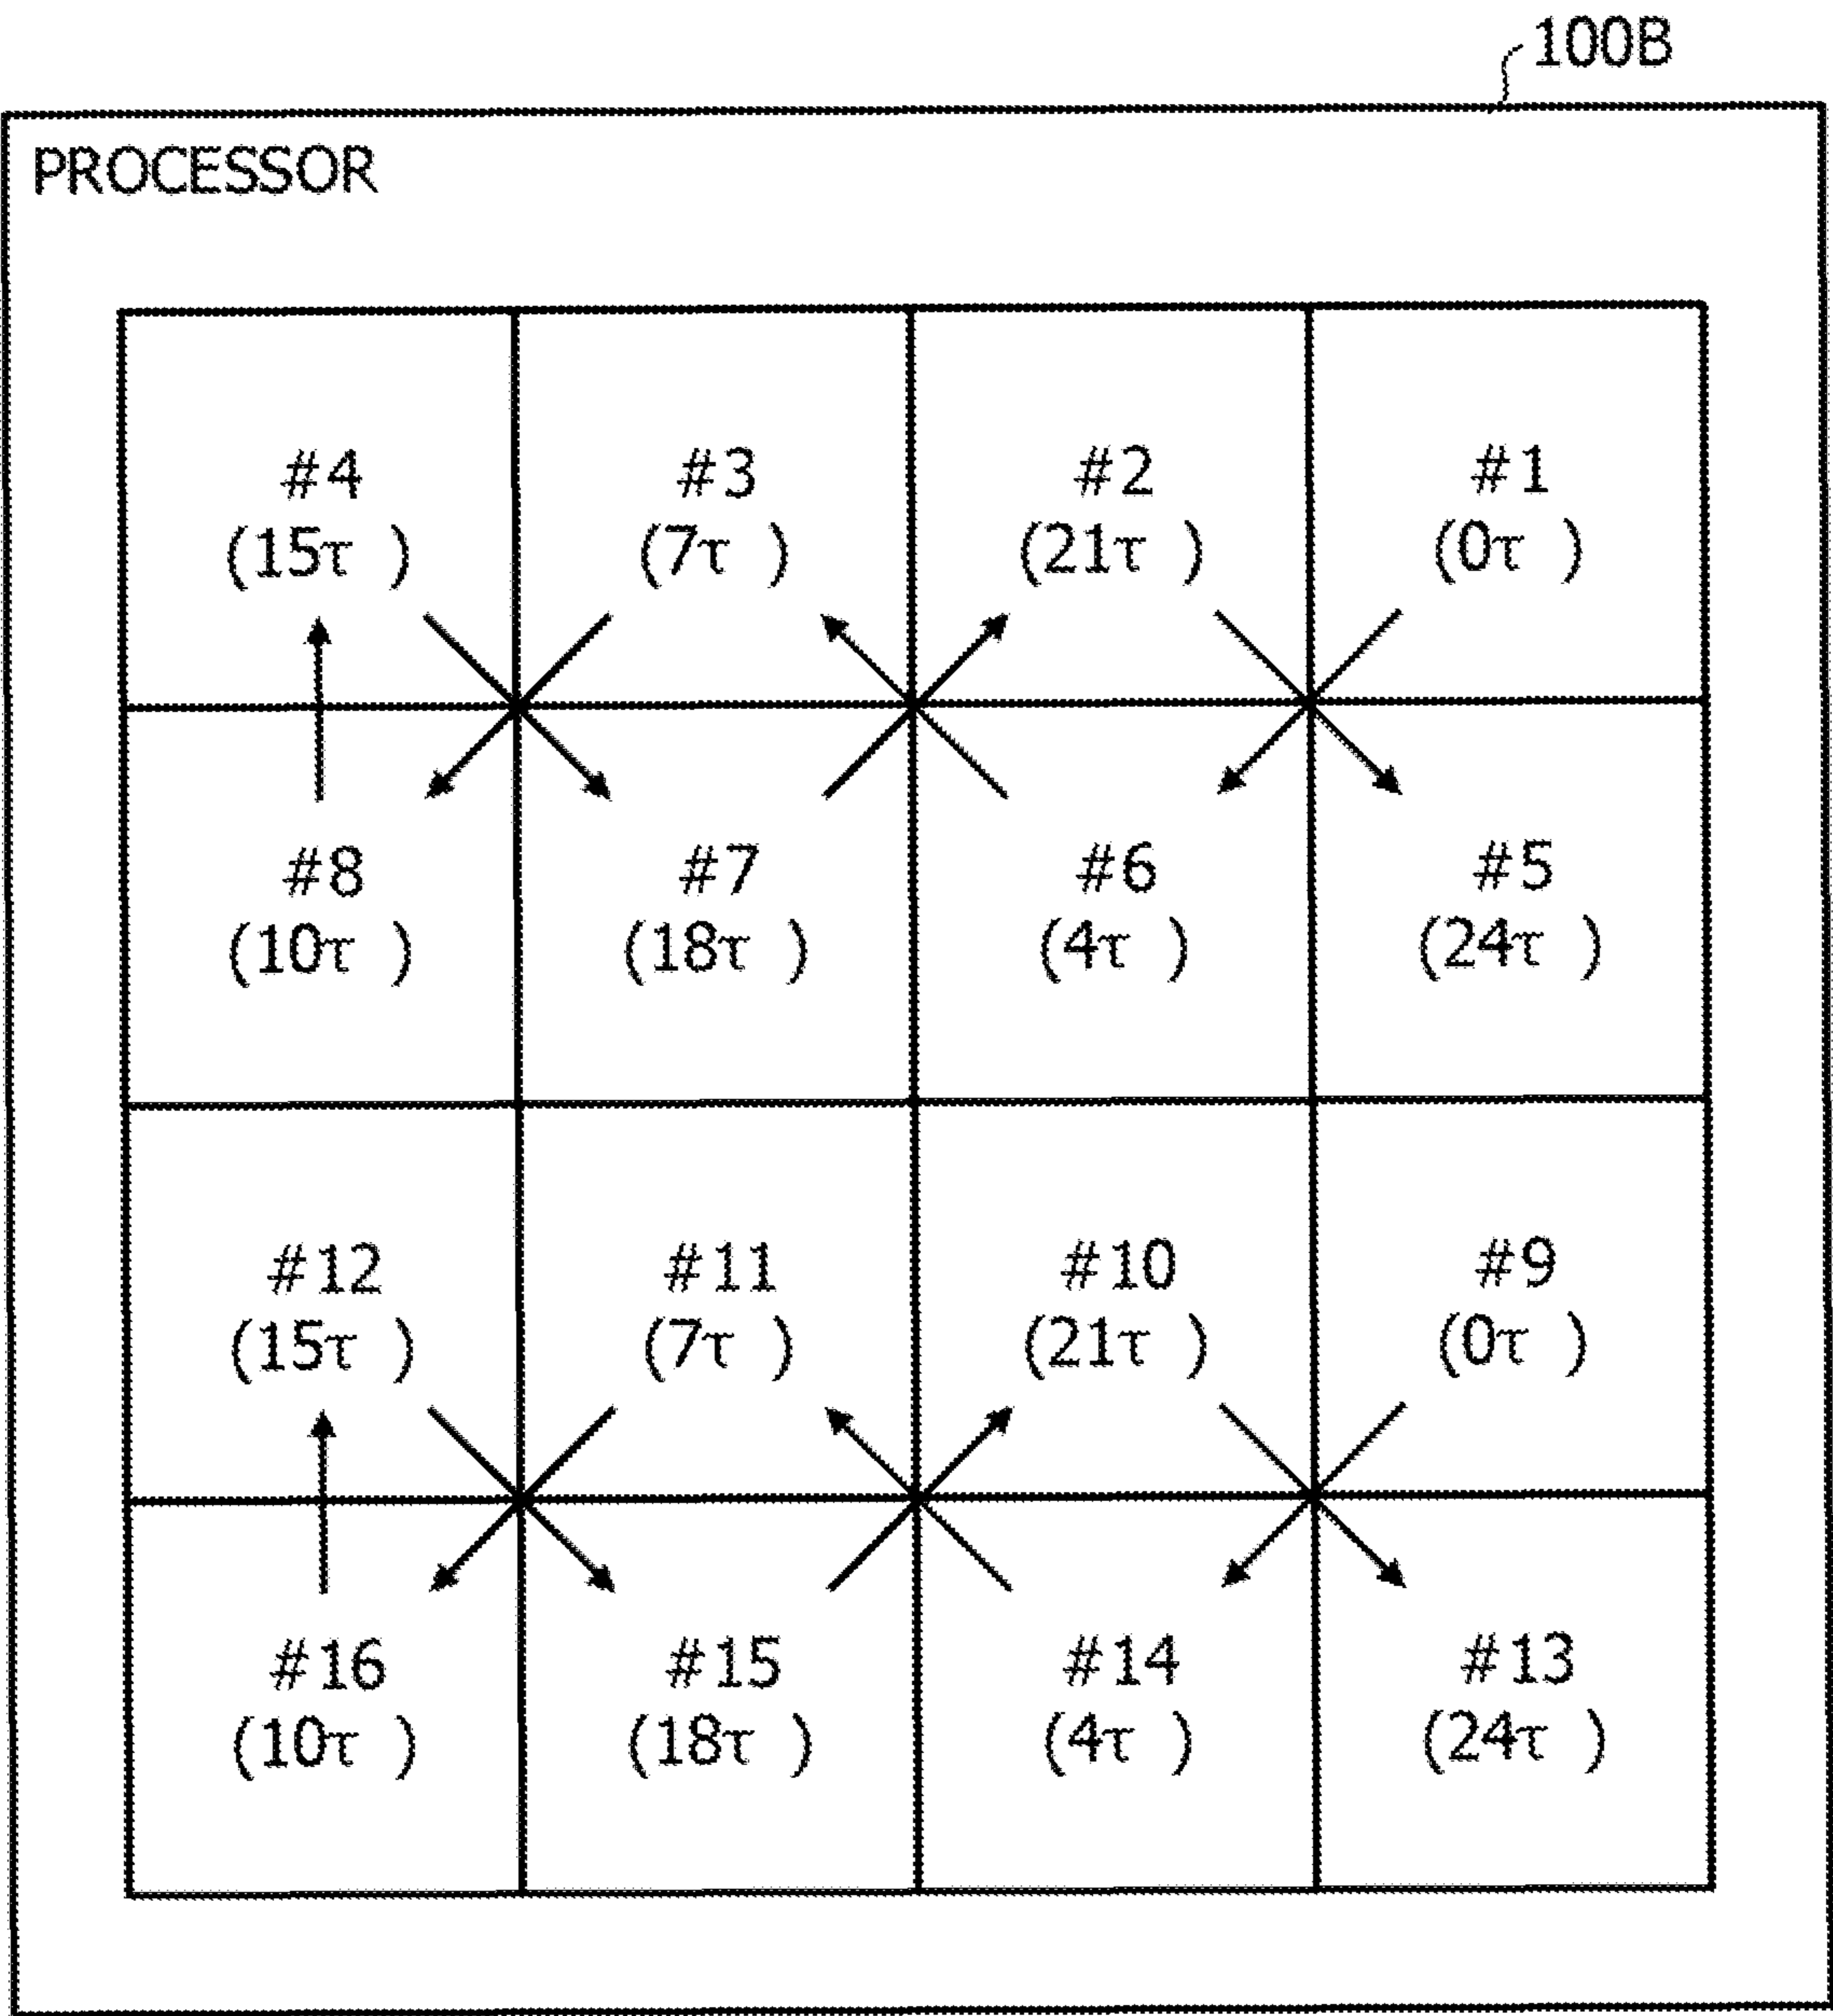 100B
PROCESSOR
#4 #3 #2 #1
(15τ ) (7τ ) (21τ ) (0τ )
#8 #7 #6 #5
(10τ ) (18τ ) (4τ ) (24τ )
#12 #11 #10 #9
(15τ ) (7τ ) (21τ ) (0τ )
#16 #15 #14 #13
(10τ ) (18τ ) (4τ ) (24τ )